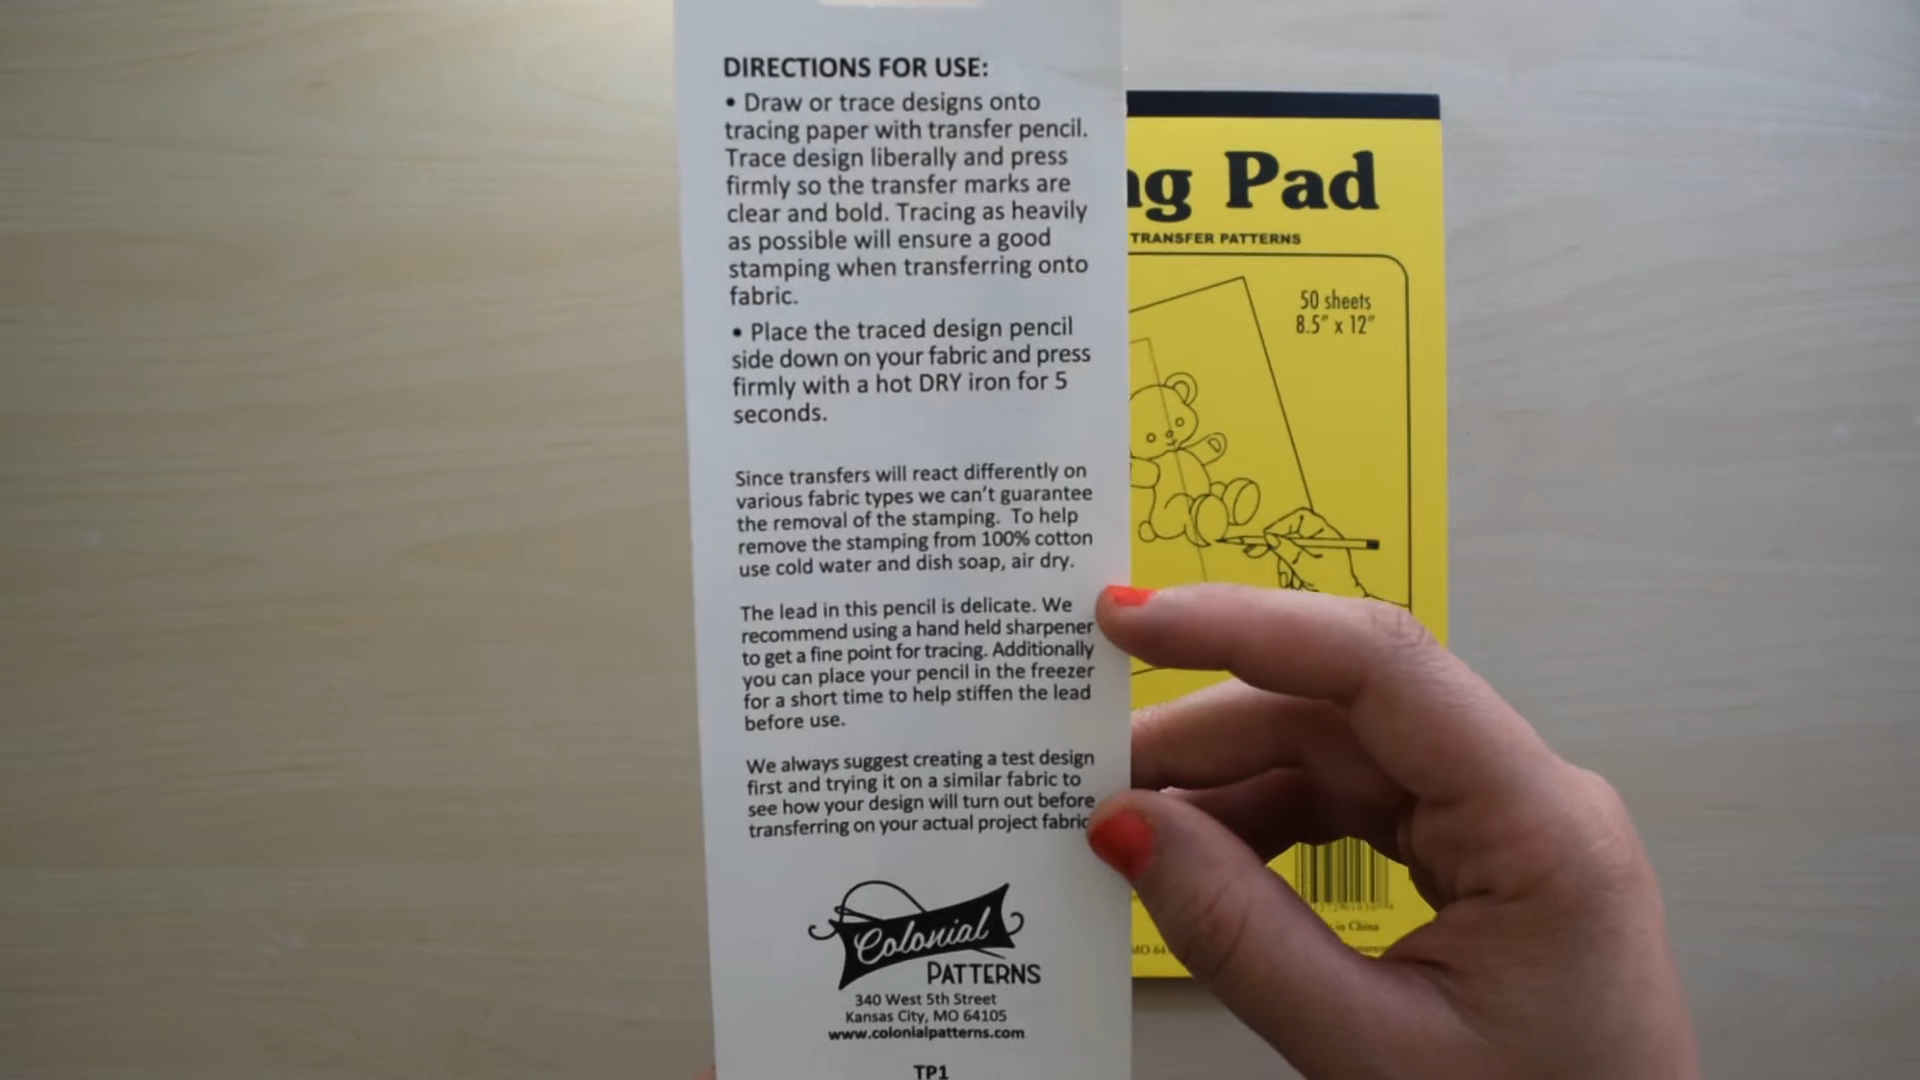 DIRECTIONS FOR USE:
• Draw or trace designs onto
tracing paper with transfer pencil.
Trace design liberally and press
firmly so the transfer marks are
clear and bold. Tracing as heavily
as possible will ensure a good
stamping when transferring onto
fabric.
• Place the traced design pencil
side down on your fabric and press
firmly with a hot DRY iron for 5
seconds.
Since transfers will react differently on
various fabric types we can't guarantee
the removal of the stamping. To help
remove the stamping from 100% cotton
use cold water and dish soap, air dry.
The lead in this pencil is delicate. We
recommend using a hand held sharpener
to get a fine point for tracing. Additionally
you can place your pencil in the freezer
for a short time to help stiffen the lead
before use.
We always suggest creating a test design
first and trying it on a similar fabric to
see how your design will turn out before
transferring on your actual project fabric
Colonial
PATTERNS
340 West 5th Street
Kansas City, MO 64105
www.colonialpatterns.com
TP1
ng Pad
TRANSFER PATTERNS
50 sheets
8.5" x 12"
in China
MO 64